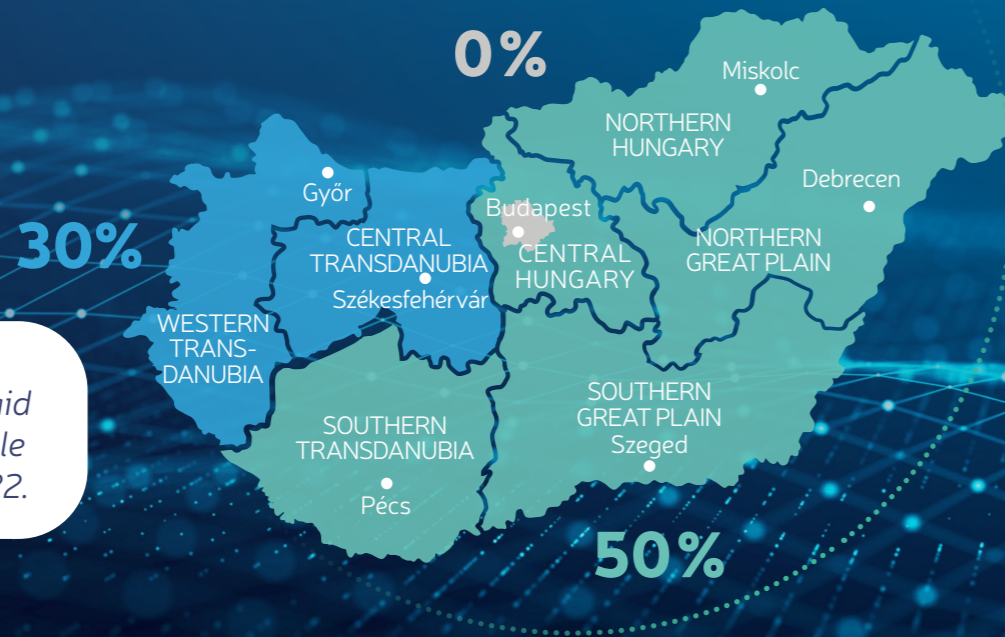 0%
Miskolc
NORTHERN
HUNGARY
Debrecen
Győr
Budapest
30%
CENTRAL
TRANSDANUBIA
CENTRAL
HUNGARY
NORTHERN
GREAT PLAIN
Székesfehérvár
WESTERN
TRANS-
DANUBIA
SOUTHERN
GREAT PLAIN
Szeged
SOUTHERN
TRANSDANUBIA
Pécs
50%